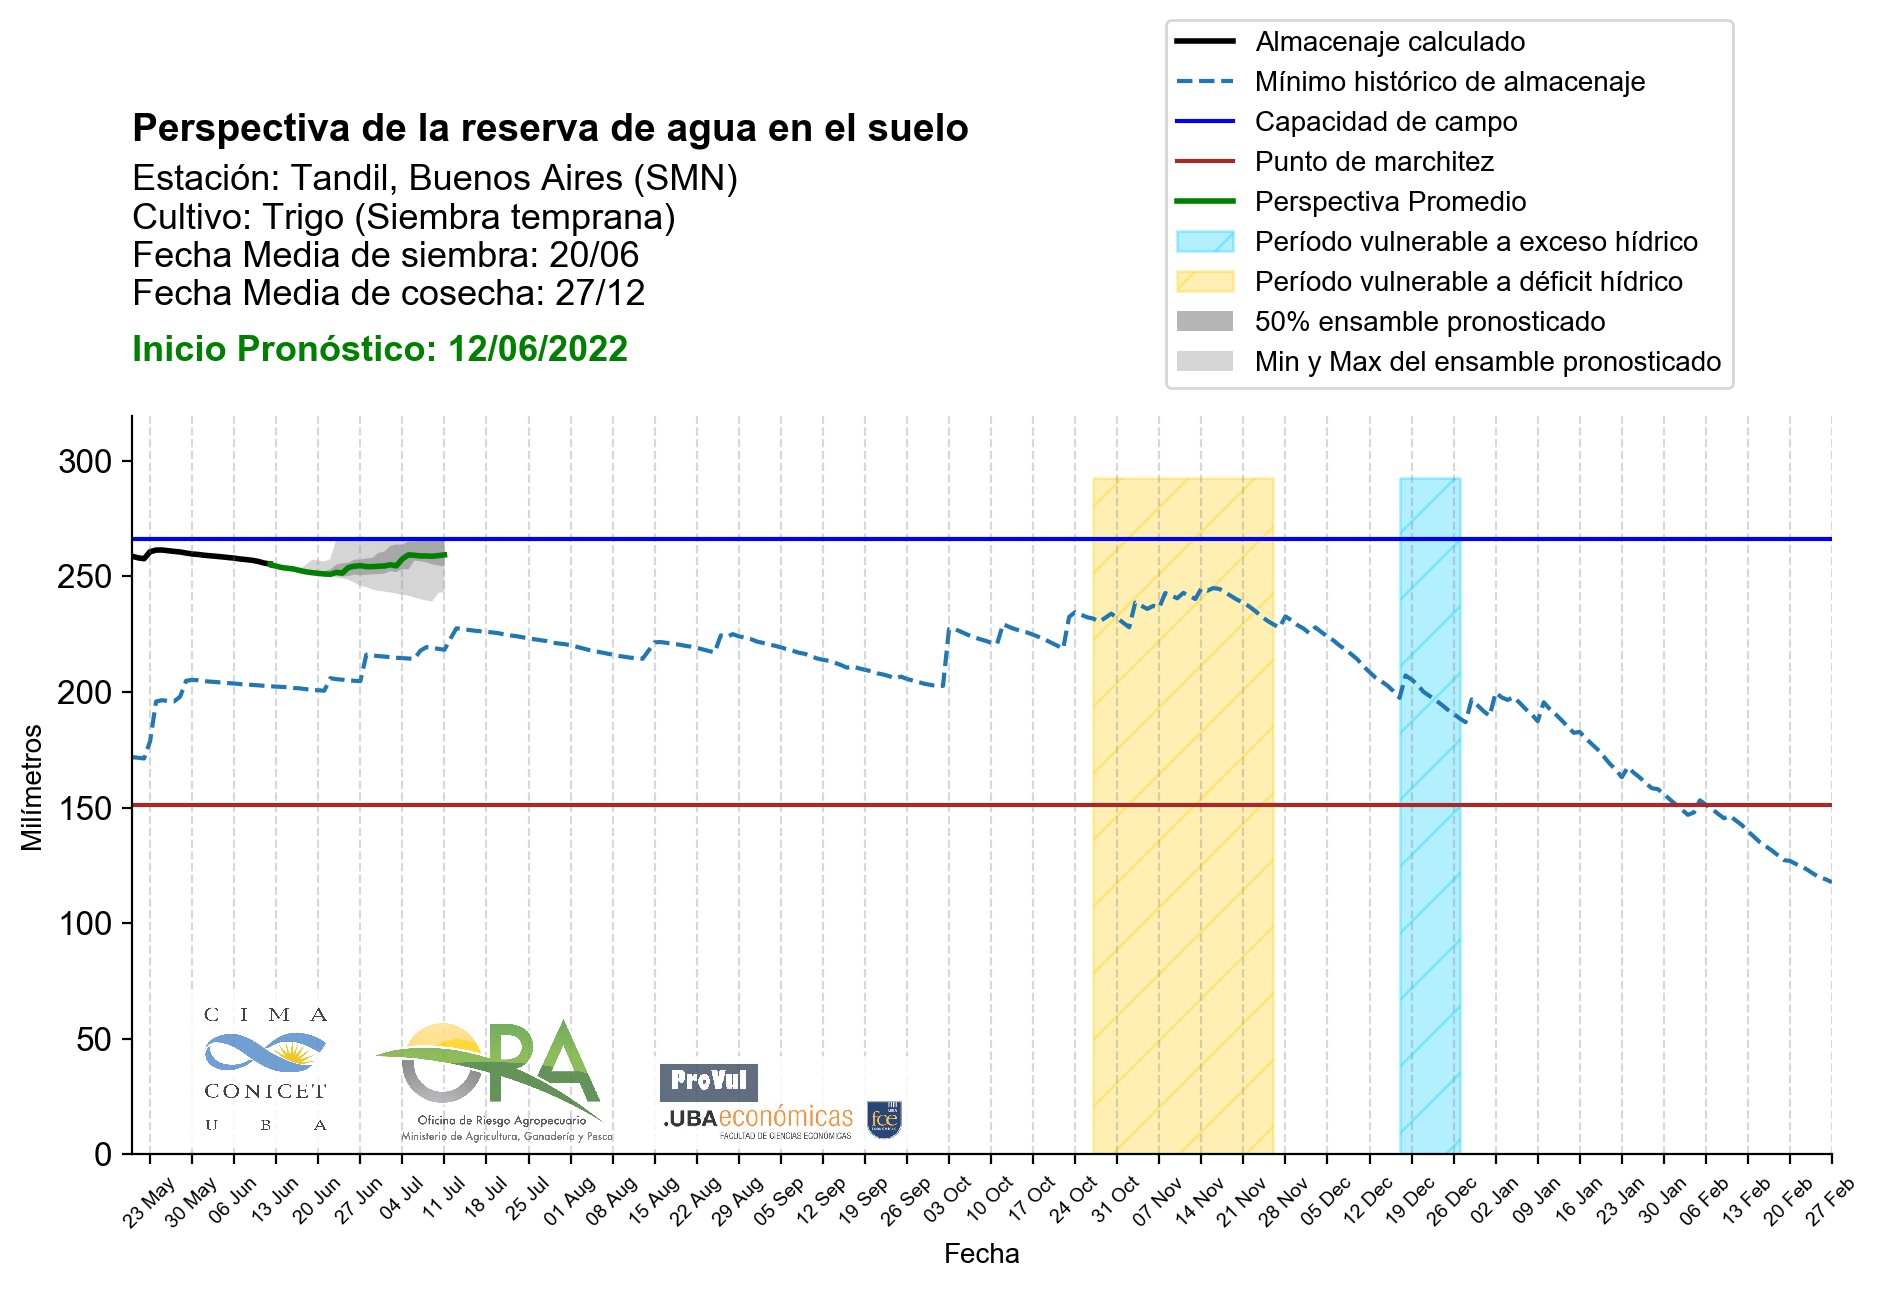 Almacenaje calculado
Mínimo histórico de almacenaje
Capacidad de campo
Punto de marchitez
Perspectiva Promedio
Período vulnerable a exceso hídrico
Período vulnerable a déficit hídrico
50% ensamble pronosticado
Min y Max del ensamble pronosticado
Perspectiva de la reserva de agua en el suelo
Estación: Tandil, Buenos Aires (SMN)
Cultivo: Trigo (Siembra temprana)
Fecha Media de siembra: 20/06
Fecha Media de cosecha: 27/12
Inicio Pronóstico: 12/06/2022
300
250
200
150
100
50
0
Milímetros
CIMA
CONICET
UBA
ORA
Oficina de Riesgo Agropecuario
Ministerio de Agricultura, Ganadería y Pesca
ProVul
.UBAeconómicas
FACULTAD DE CIENCIAS ECONÓMICAS
fce
23 May
30 May
06 Jun
13 Jun
20 Jun
27 Jun
04 Jul
11 Jul
18 Jul
25 Jul
01 Aug
08 Aug
15 Aug
22 Aug
29 Aug
05 Sep
12 Sep
19 Sep
26 Sep
03 Oct
10 Oct
17 Oct
24 Oct
31 Oct
07 Nov
14 Nov
21 Nov
28 Nov
05 Dec
12 Dec
19 Dec
26 Dec
02 Jan
09 Jan
16 Jan
23 Jan
30 Jan
06 Feb
13 Feb
20 Feb
27 Feb
Fecha